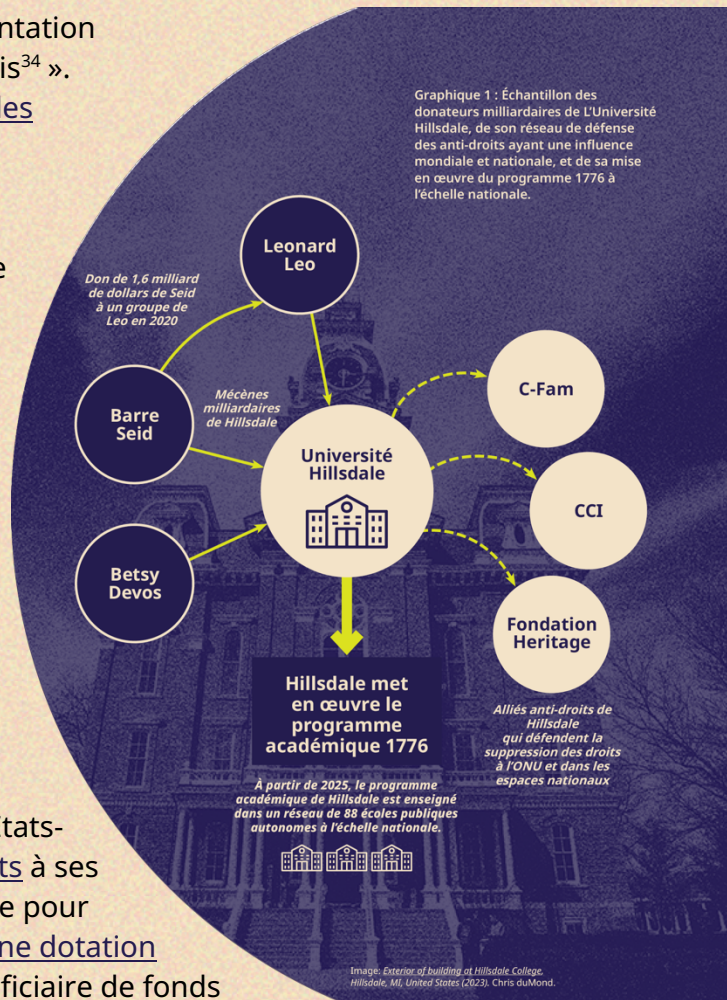 ntation
is³⁴ ».
les
e
Graphique 1 : Échantillon des
donateurs milliardaires de L'Université
Hillsdale, de son réseau de défense
des anti-droits ayant une influence
mondiale et nationale, et de sa mise
en œuvre du programme 1776 à
l'échelle nationale.
Leonard
Leo
Don de 1,6 milliard
de dollars de Seid
à un groupe de
Leo en 2020
Barre
Seid
Mécènes
milliardaires
de Hillsdale
Betsy
Devos
Université
Hillsdale
C-Fam
CCI
Fondation
Heritage
Alliés anti-droits de
Hillsdale
qui défendent la
suppression des droits
à l'ONU et dans les
espaces nationaux
Hillsdale met
en œuvre le
programme
académique 1776
À partir de 2025, le programme
académique de Hillsdale est enseigné
dans un réseau de 88 écoles publiques
autonomes à l'échelle nationale.
États-
ts à ses
e pour
ne dotation
ficiaire de fonds
Image: Exterior of building at Hillsdale College,
Hillsdale, MI, United States (2023). Chris duMond.